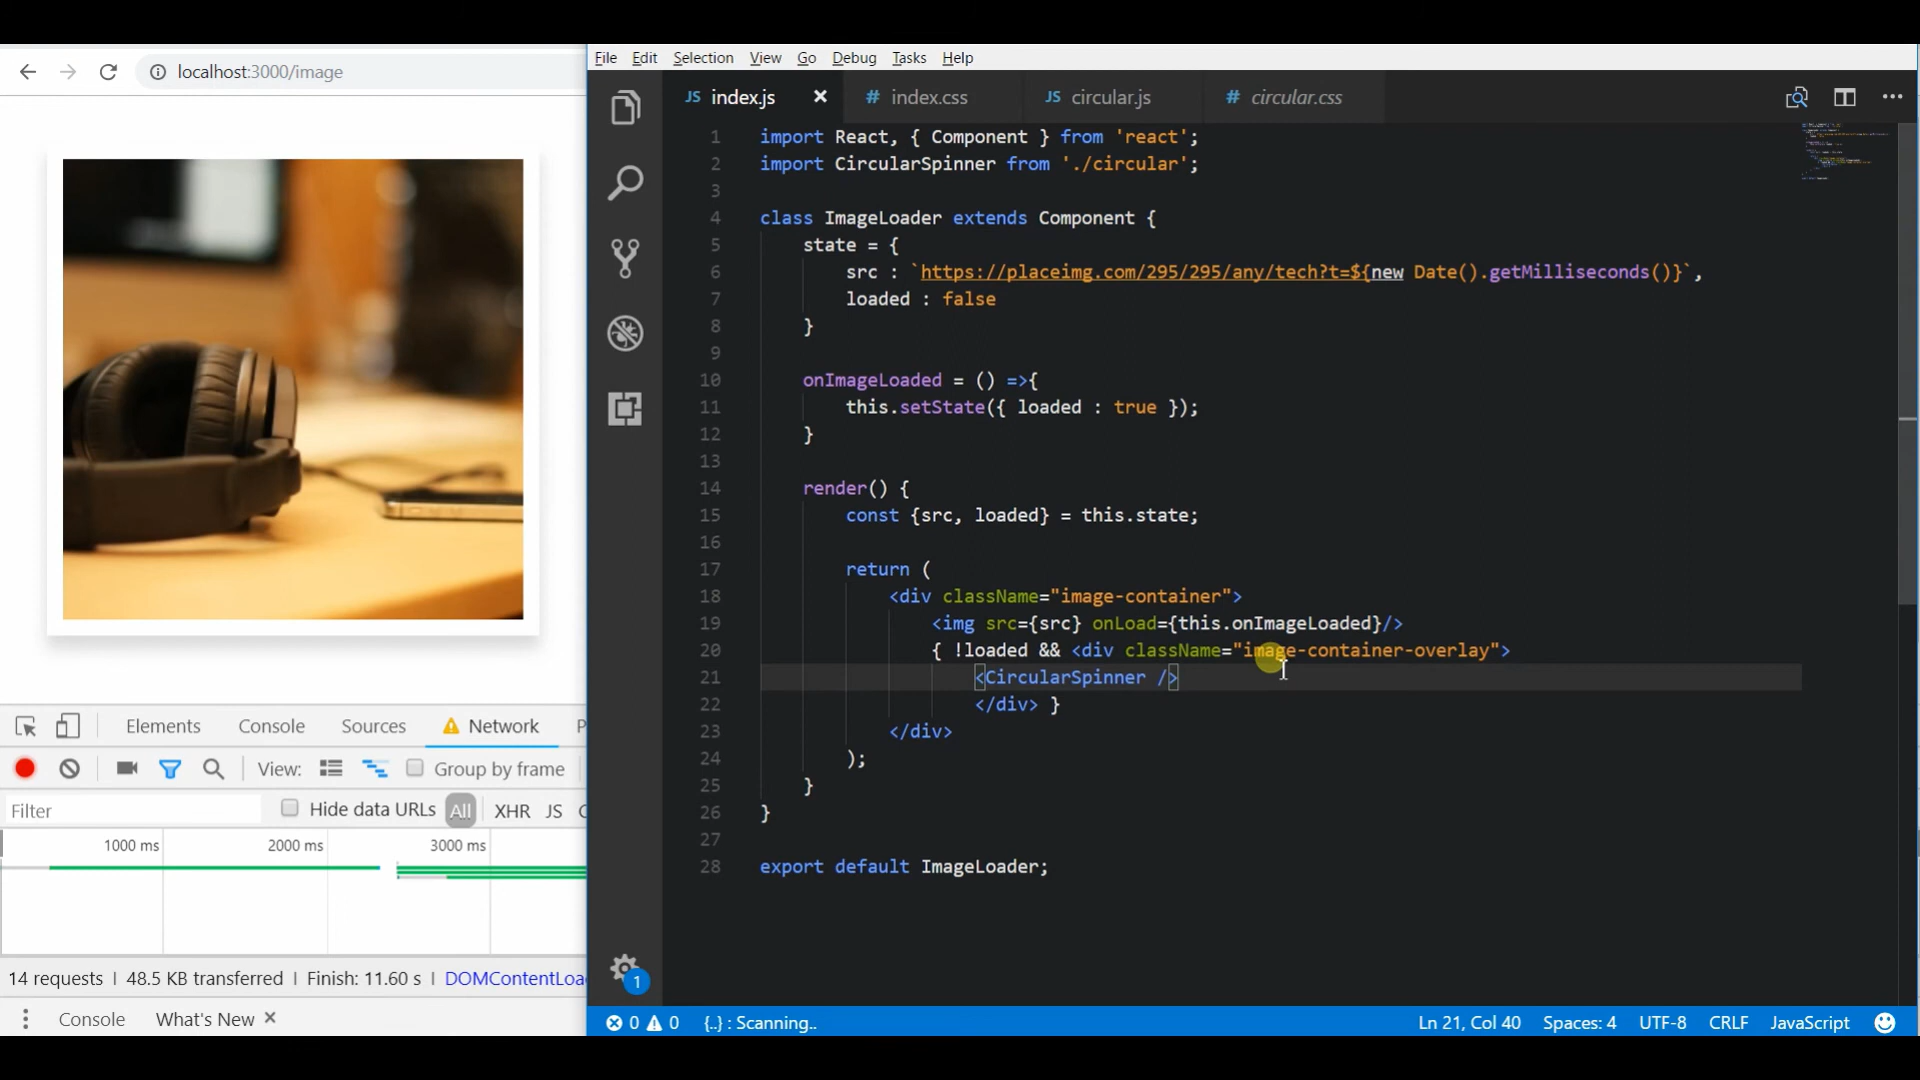 localhost:3000/image
Elements Console Sources Network P
View: Group by frame
Filter Hide data URLs All XHR JS C
1000 ms 2000 ms 3000 ms
14 requests | 48.5 KB transferred | Finish: 11.60 s | DOMContentLoa
Console What's New
File Edit Selection View Go Debug Tasks Help
JS index.js # index.css JS circular.js # circular.css
1 import React, { Component } from 'react';
2 import CircularSpinner from './circular';
3
4 class ImageLoader extends Component {
5 state = {
6 src : `https://placeimg.com/295/295/any/tech?t=${new Date().getMilliseconds()}`,
7 loaded : false
8 }
9
10 onImageLoaded = () =>{
11 this.setState({ loaded : true });
12 }
13
14 render() {
15 const {src, loaded} = this.state;
16
17 return (
18 <div className="image-container">
19 <img src={src} onLoad={this.onImageLoaded}/>
20 { !loaded && <div className="image-container-overlay">
21 <CircularSpinner />
22 </div> }
23 </div>
24 );
25 }
26 }
27
28 export default ImageLoader;
1
0 0 {..} : Scanning.. Ln 21, Col 40 Spaces: 4 UTF-8 CRLF JavaScript